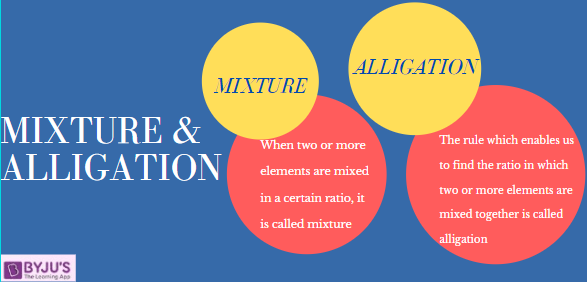 MIXTURE &
ALLIGATION
MIXTURE
When two or more
elements are mixed
in a certain ratio, it
is called mixture
ALLIGATION
The rule which enables us
to find the ratio in which
two or more elements are
mixed together is called
alligation
BYJU'S
The Learning App